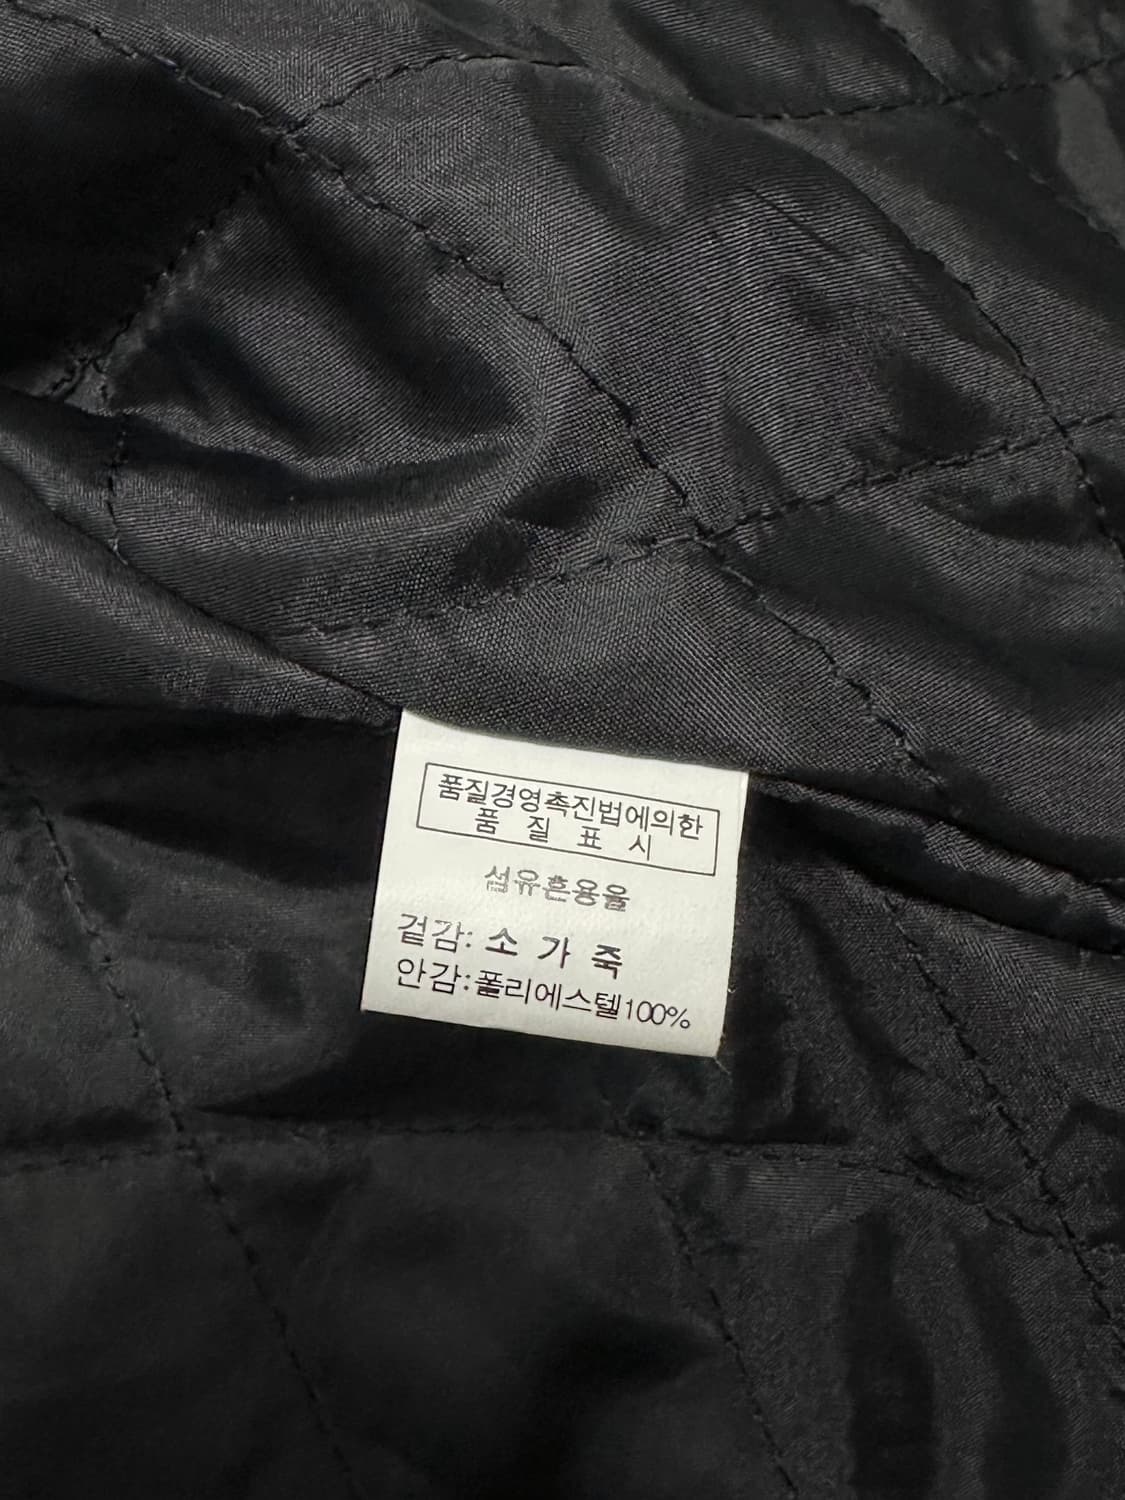 품질경영촉진법에의한
품 질 표 시
섬유혼용율
겉감: 소 가 죽
안감:폴리에스텔100%